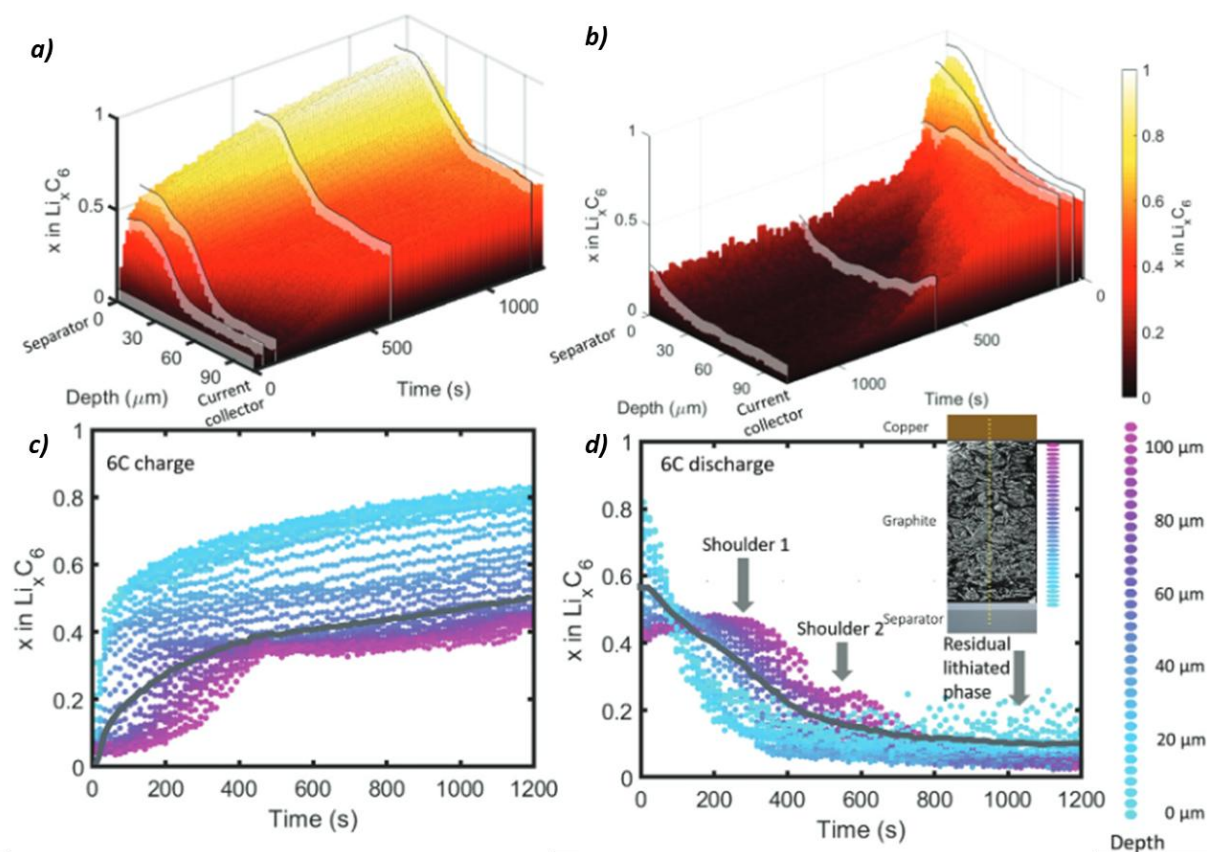 a)
1
0.5
0
x in LixC6
Separator
0
30
60
90
Depth (μm)
Current
collector
0
500
1000
Time (s)
b)
1
0.5
0
x in LixC6
Separator
0
30
60
90
Depth (μm)
Current
collector
1000
500
0
Time (s)
1
0.8
0.6
0.4
0.2
0
x in LixC6
c)
6C charge
1
0.8
0.6
0.4
0.2
0
x in LixC6
0 200 400 600 800 1000 1200
Time (s)
d)
6C discharge
1
0.8
0.6
0.4
0.2
0
x in LixC6
Shoulder 1
Shoulder 2
Copper
Graphite
Separator
Residual
lithiated
phase
0 200 400 600 800 1000 1200
Time (s)
100 μm
80 μm
60 μm
40 μm
20 μm
0 μm
Depth